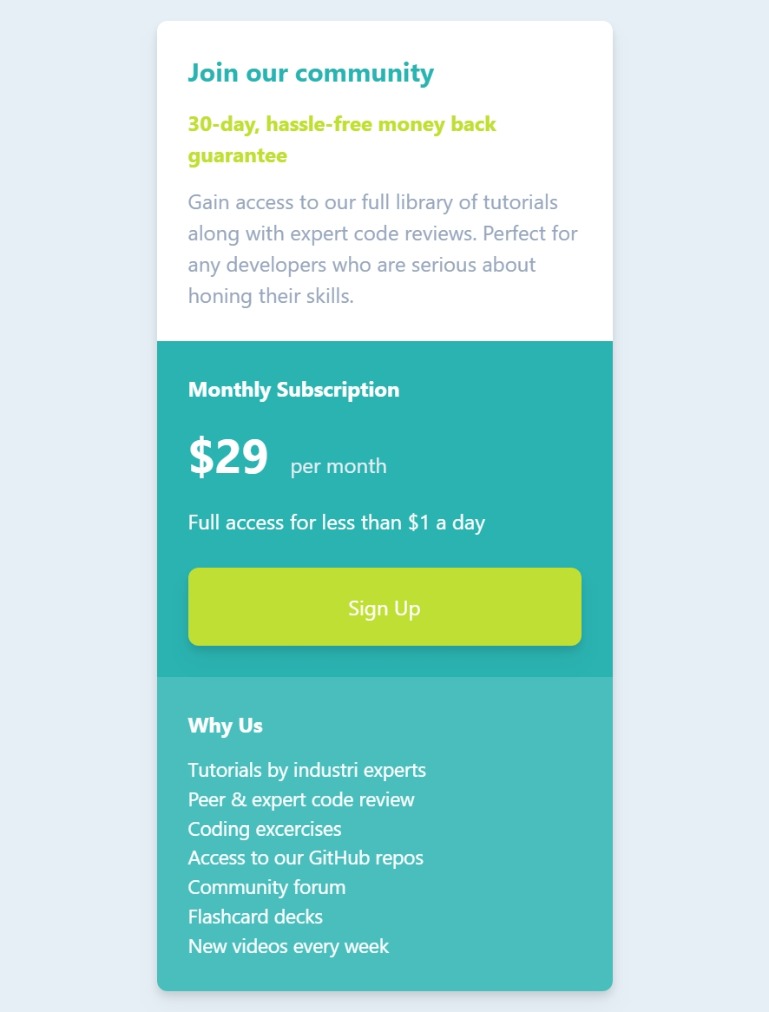 Join our community
30-day, hassle-free money back
guarantee
Gain access to our full library of tutorials
along with expert code reviews. Perfect for
any developers who are serious about
honing their skills.
Monthly Subscription
$29 per month
Full access for less than $1 a day
Sign Up
Why Us
Tutorials by industri experts
Peer & expert code review
Coding excercises
Access to our GitHub repos
Community forum
Flashcard decks
New videos every week